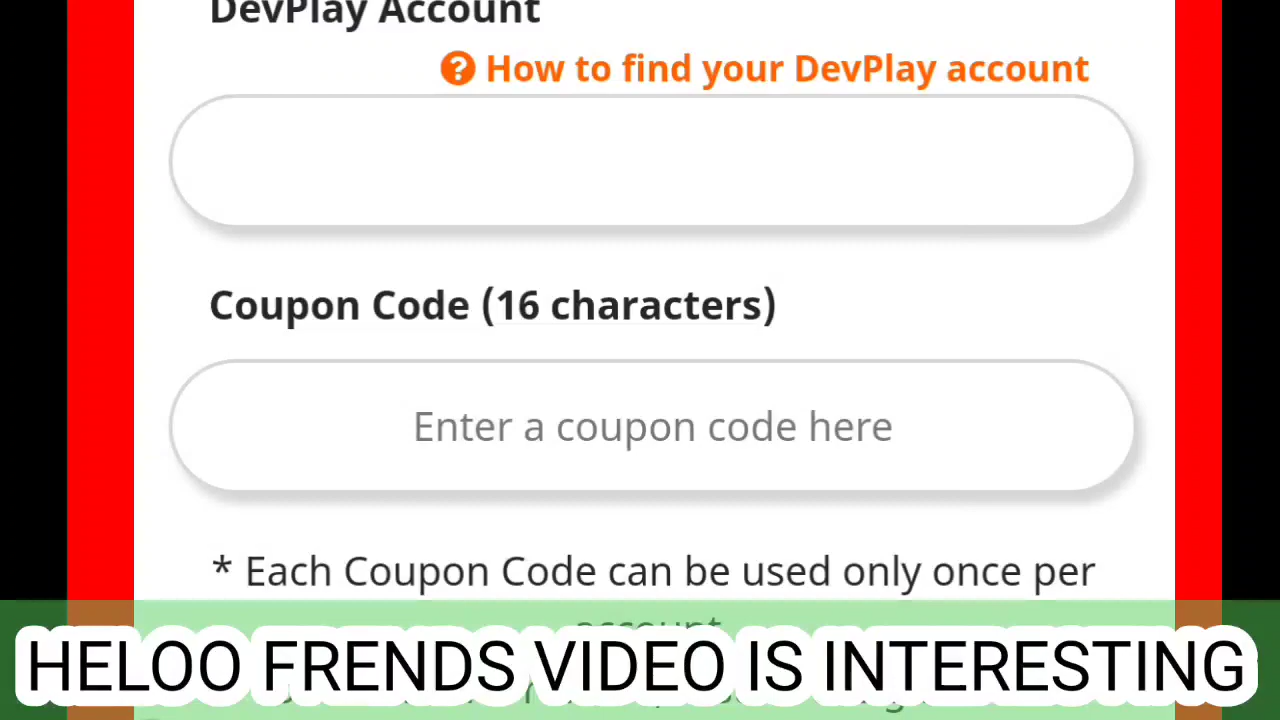 DevPlay Account
? How to find your DevPlay account
Coupon Code (16 characters)
Enter a coupon code here
* Each Coupon Code can be used only once per
account.
HELOO FRENDS VIDEO IS INTERESTING